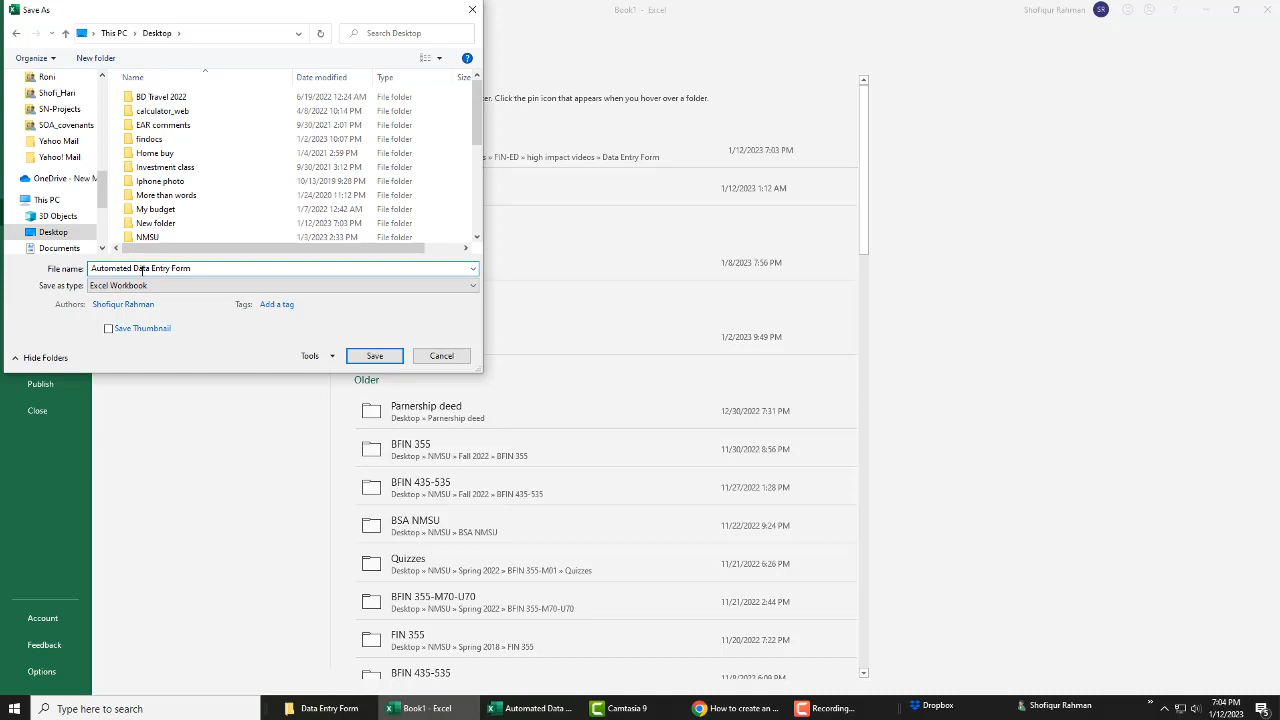 Save As
Book1 - Excel
Shofiqur Rahman
SR
This PC
Desktop
Search Desktop
Organize
New folder
Name
Date modified
Type
Size
Roni
Shofi_Hari
SN-Projects
SOA_covenants
Yahoo Mail
Yahoo! Mail
OneDrive - New M
This PC
3D Objects
Desktop
Documents
BD Travel 2022 6/19/2022 12:24 AM File folder
calculator_web 4/8/2022 10:14 PM File folder
EAR comments 9/30/2021 2:01 PM File folder
findocs 1/2/2023 10:07 PM File folder
Home buy 1/4/2021 2:59 PM File folder
Investment class 9/30/2021 3:12 PM File folder
Iphone photo 10/13/2019 9:28 PM File folder
More than words 1/24/2020 11:12 PM File folder
My budget 1/7/2022 12:42 AM File folder
New folder 1/12/2023 7:03 PM File folder
NMSU 1/3/2023 2:33 PM File folder
File name: Automated Data Entry Form
Save as type: Excel Workbook
Authors: Shofiqur Rahman
Tags: Add a tag
Save Thumbnail
Hide Folders
Tools
Save
Cancel
Click the pin icon that appears when you hover over a folder.
» FIN-ED » high impact videos » Data Entry Form
1/12/2023 7:03 PM
1/12/2023 1:12 AM
1/8/2023 7:56 PM
1/2/2023 9:49 PM
Older
Parnership deed 12/30/2022 7:31 PM
Desktop » Parnership deed
BFIN 355 11/30/2022 8:56 PM
Desktop » NMSU » Fall 2022 » BFIN 355
BFIN 435-535 11/27/2022 1:28 PM
Desktop » NMSU » Fall 2022 » BFIN 435-535
BSA NMSU 11/22/2022 9:24 PM
Desktop » NMSU » BSA NMSU
Quizzes 11/21/2022 6:26 PM
Desktop » NMSU » Spring 2022 » BFIN 355-M01 » Quizzes
BFIN 355-M70-U70 11/21/2022 2:44 PM
Desktop » NMSU » Spring 2022 » BFIN 355-M70-U70
FIN 355 11/20/2022 7:22 PM
Desktop » NMSU » Spring 2018 » FIN 355
BFIN 435-535 11/8/2022 6:09 PM
Publish
Close
Account
Feedback
Options
Type here to search
Data Entry Form
Book1 - Excel
Automated Data ...
Camtasia 9
How to create an ...
Recording...
Dropbox
Shofiqur Rahman
7:04 PM
1/12/2023
5